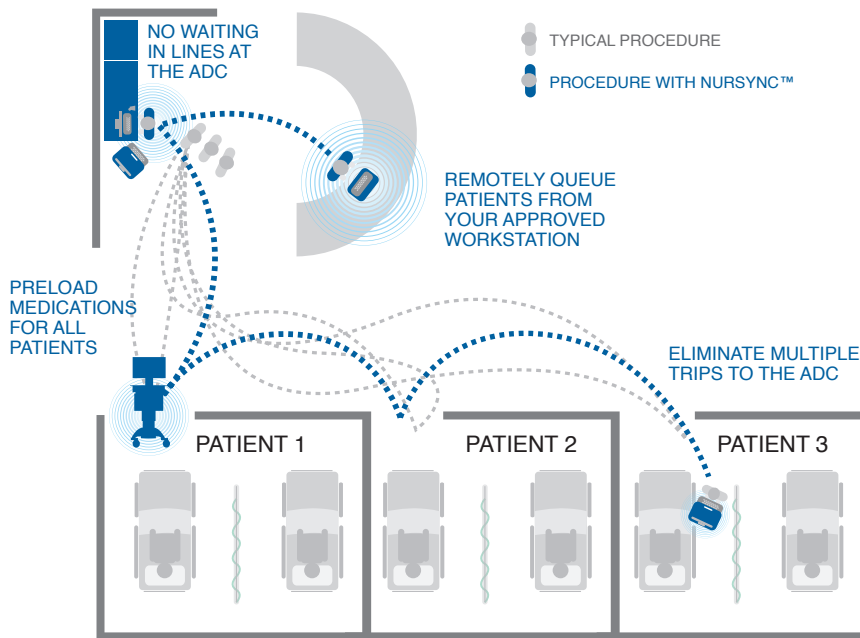 NO WAITING
IN LINES AT
THE ADC
TYPICAL PROCEDURE
PROCEDURE WITH NURSYNC™
REMOTELY QUEUE
PATIENTS FROM
YOUR APPROVED
WORKSTATION
PRELOAD
MEDICATIONS
FOR ALL
PATIENTS
ELIMINATE MULTIPLE
TRIPS TO THE ADC
PATIENT 1
PATIENT 2
PATIENT 3